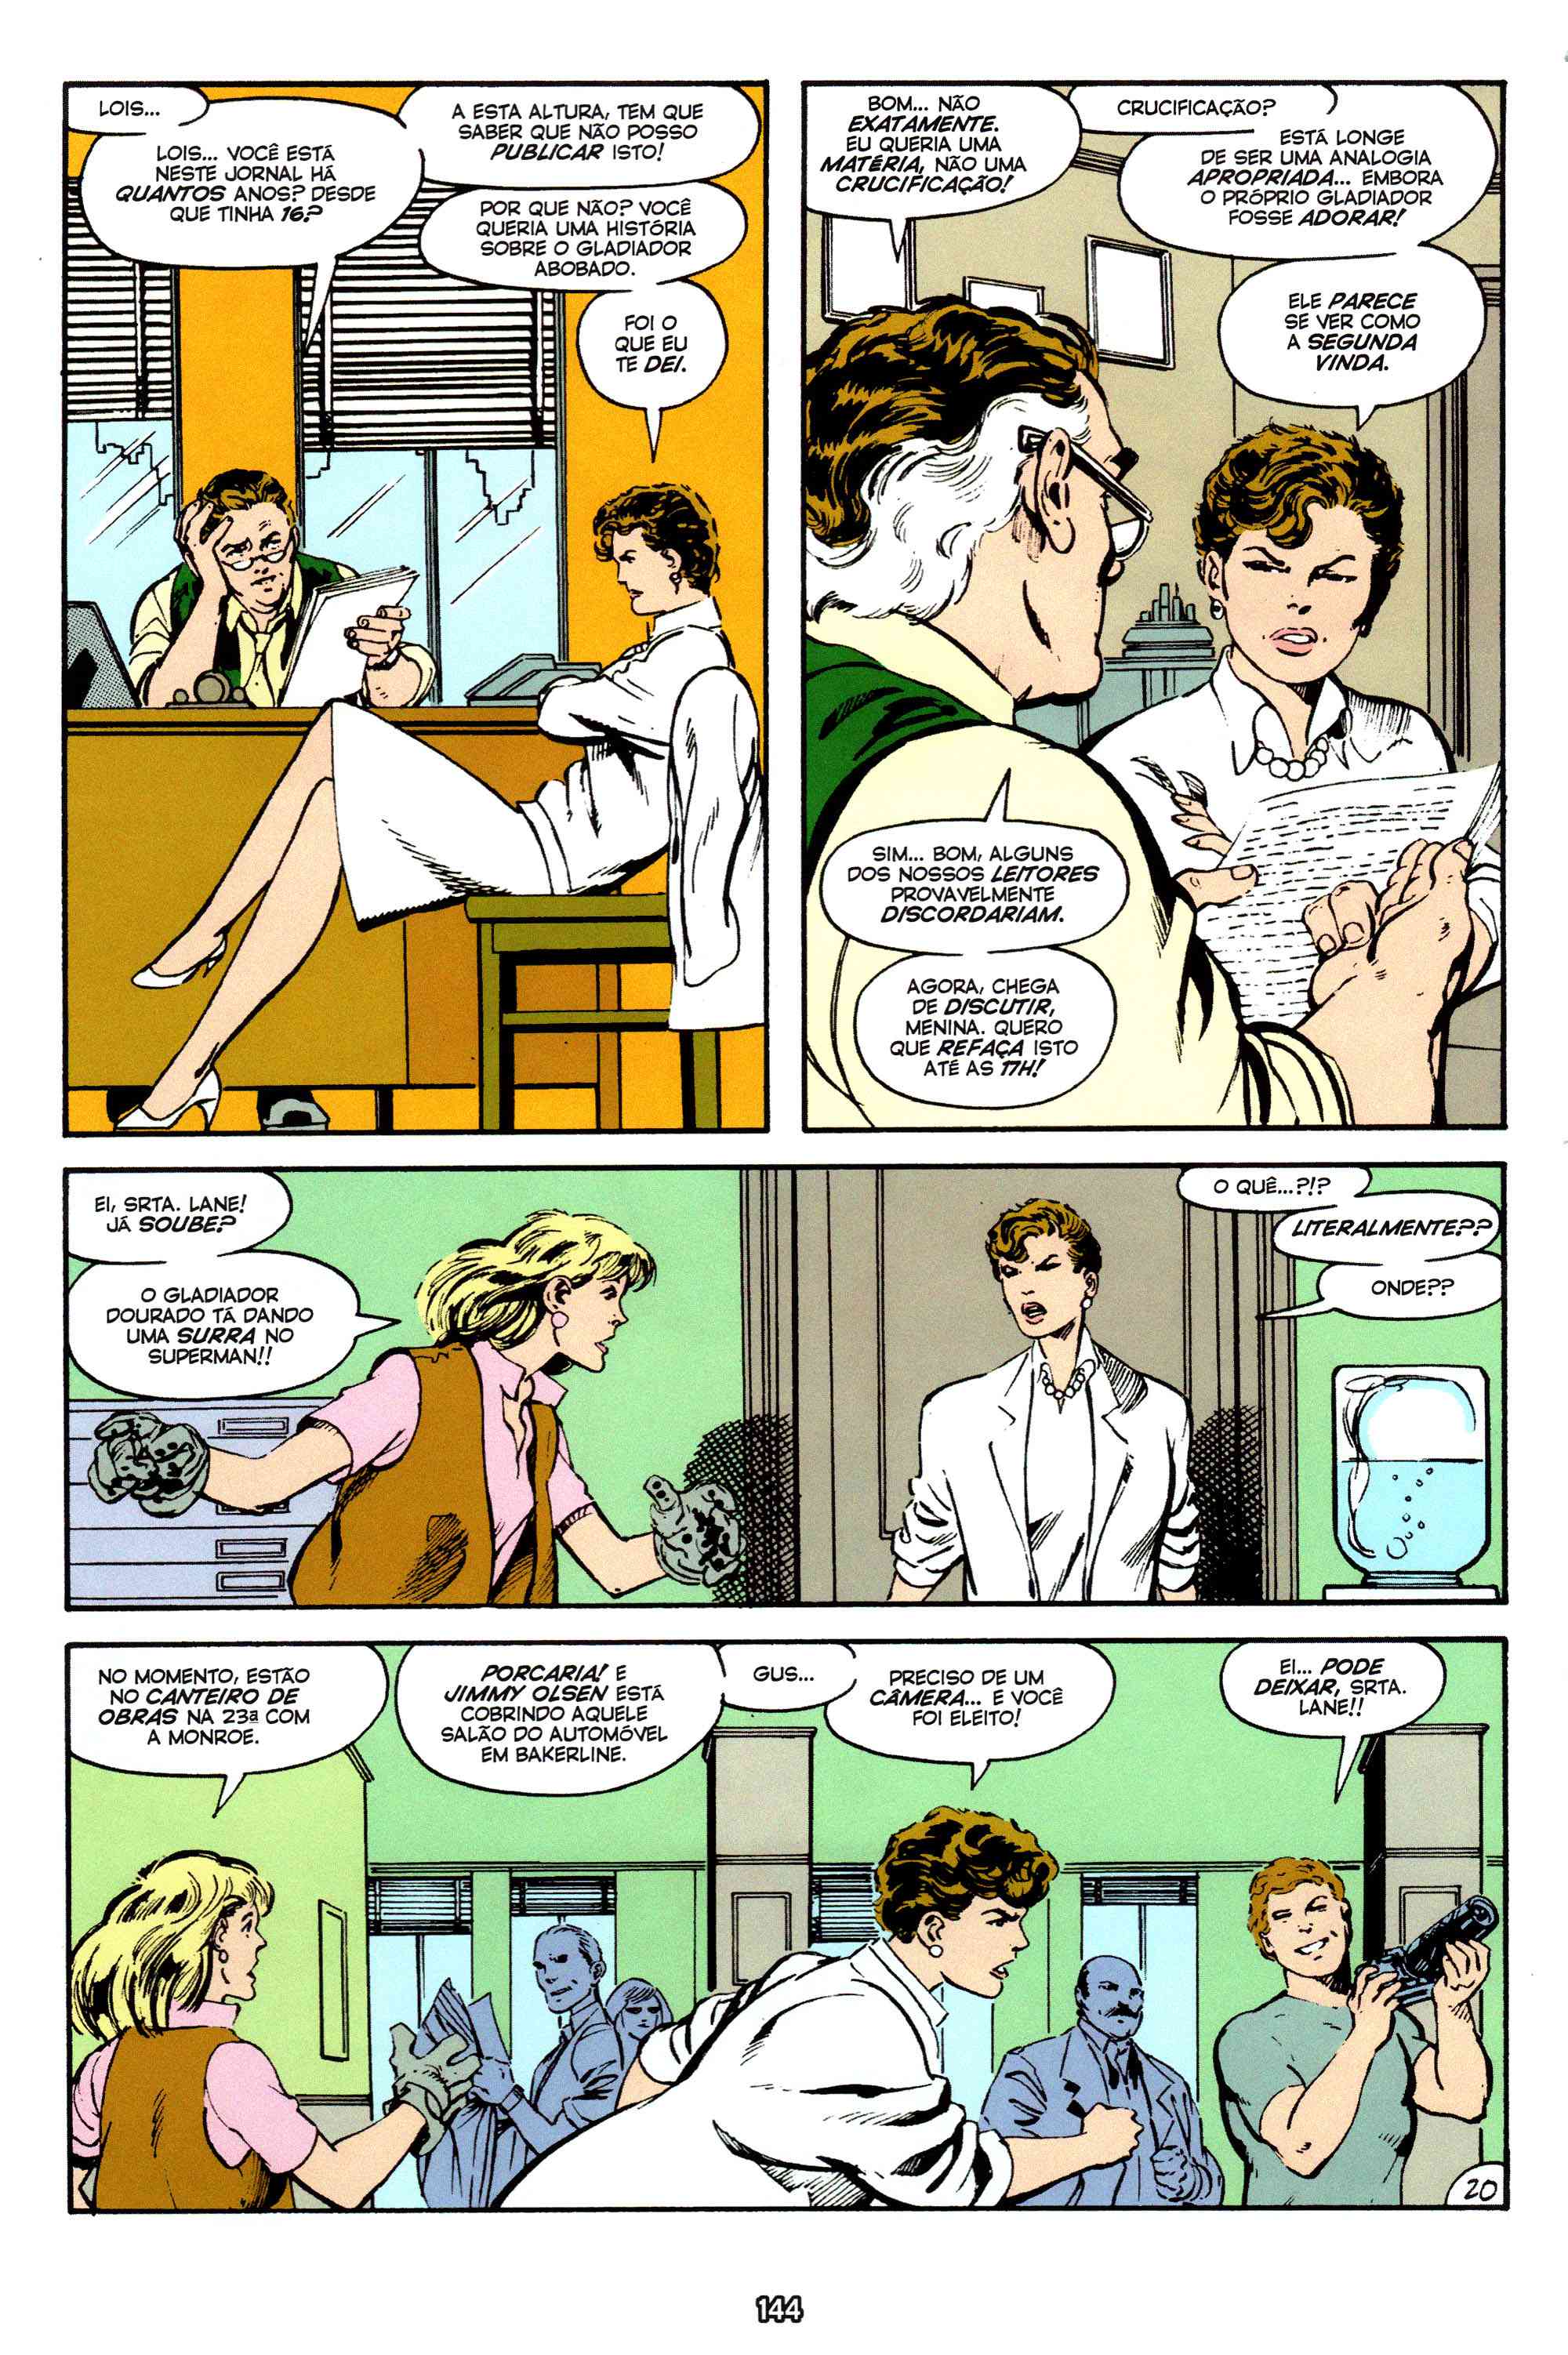 LOIS...
LOIS... VOCÊ ESTÁ
NESTE JORNAL HÁ
QUANTOS ANOS? DESDE
QUE TINHA 16?
A ESTA ALTURA, TEM QUE
SABER QUE NÃO POSSO
PUBLICAR ISTO!
POR QUE NÃO? VOCÊ
QUERIA UMA HISTÓRIA
SOBRE O GLADIADOR
ABOBADO.
FOI O
QUE EU
TE DEI.
BOM... NÃO
EXATAMENTE.
EU QUERIA UMA
MATÉRIA, NÃO UMA
CRUCIFICAÇÃO!
CRUCIFICAÇÃO?
ESTÁ LONGE
DE SER UMA ANALOGIA
APROPRIADA... EMBORA
O PRÓPRIO GLADIADOR
FOSSE ADORAR!
ELE PARECE
SE VER COMO
A SEGUNDA
VINDA.
SIM... BOM, ALGUNS
DOS NOSSOS LEITORES
PROVAVELMENTE
DISCORDARIAM.
AGORA, CHEGA
DE DISCUTIR,
MENINA. QUERO
QUE REFAÇA ISTO
ATÉ AS 17H!
EI, SRTA. LANE!
JÁ SOUBE?
O GLADIADOR
DOURADO TÁ DANDO
UMA SURRA NO
SUPERMAN!!
O QUÊ...?!?
LITERALMENTE??
ONDE??
NO MOMENTO, ESTÃO
NO CANTEIRO DE
OBRAS NA 23ª COM
A MONROE.
PORCARIA! E
JIMMY OLSEN ESTÁ
COBRINDO AQUELE
SALÃO DO AUTOMÓVEL
EM BAKERLINE.
GUS...
PRECISO DE UM
CÂMERA... E VOCÊ
FOI ELEITO!
EI... PODE
DEIXAR, SRTA.
LANE!!
20
144